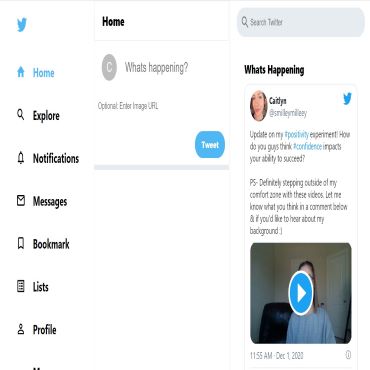 Home
Explore
Notifications
Messages
Bookmark
Lists
Profile
Home
C
Whats happening?
Optional: Enter Image URL
Tweet
Search Twitter
Whats Happening
Caitlyn
@smilleymilleey
Update on my #positivity experiment! How
do you guys think #confidence impacts
your ability to succeed?
PS- Definitely stepping outside of my
comfort zone with these videos. Let me
know what you think in a comment below
& if you'd like to hear about my
background :)
11:55 AM · Dec 1, 2020